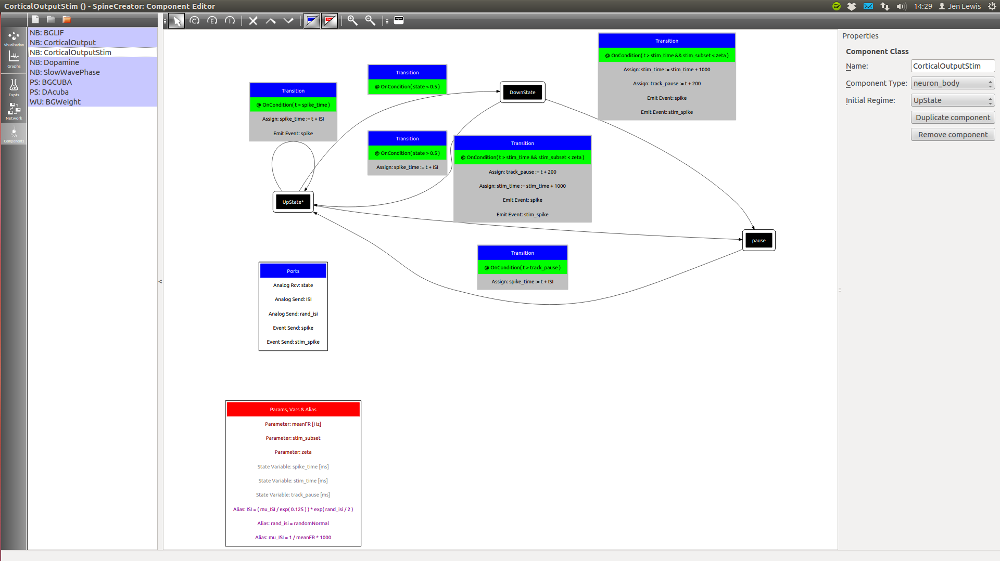 CorticalOutputStim () - SpineCreator: Component Editor
14:29
Jen Lewis
Visualisation
Graphs
Expts
Network
Components
NB: BGLIF
NB: CorticalOutput
NB: CorticalOutputStim
NB: Dopamine
NB: SlowWavePhase
PS: BGCUBA
PS: DAcuba
WU: BGWeight
C
E
I
<
Transition
@ OnCondition( t > spike_time )
Assign: spike_time := t + ISI
Emit Event: spike
Transition
@ OnCondition( state < 0.5 )
Transition
@ OnCondition( state > 0.5 )
Assign: spike_time := t + ISI
DownState
Transition
@ OnCondition( t > stim_time && stim_subset < zeta )
Assign: stim_time := stim_time + 1000
Assign: track_pause := t + 200
Emit Event: spike
Emit Event: stim_spike
Transition
@ OnCondition( t > stim_time && stim_subset < zeta )
Assign: track_pause := t + 200
Assign: stim_time := stim_time + 1000
Emit Event: spike
Emit Event: stim_spike
UpState*
pause
Transition
@ OnCondition( t > track_pause )
Assign: spike_time := t + ISI
Ports
Analog Rcv: state
Analog Send: ISI
Analog Send: rand_isi
Event Send: spike
Event Send: stim_spike
Params, Vars & Alias
Parameter: meanFR [Hz]
Parameter: stim_subset
Parameter: zeta
State Variable: spike_time [ms]
State Variable: stim_time [ms]
State Variable: track_pause [ms]
Alias: ISI = ( mu_ISI / exp( 0.125 ) ) * exp( rand_isi / 2 )
Alias: rand_isi = randomNormal
Alias: mu_ISI = 1 / meanFR * 1000
Properties
Component Class
Name: CorticalOutputStim
Component Type: neuron_body
Initial Regime: UpState
Duplicate component
Remove component